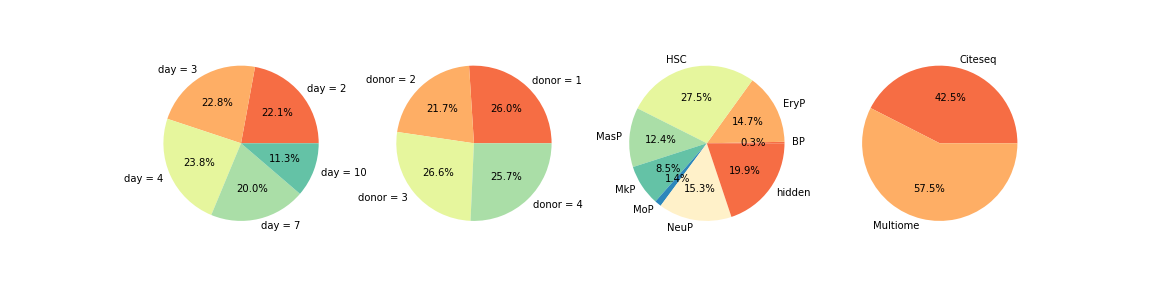 day = 2
22.1%
day = 3
22.8%
day = 4
23.8%
day = 7
20.0%
day = 10
11.3%
donor = 1
26.0%
donor = 2
21.7%
donor = 3
26.6%
donor = 4
25.7%
BP
0.3%
EryP
14.7%
HSC
27.5%
MasP
12.4%
MkP
8.5%
MoP
1.4%
NeuP
15.3%
hidden
19.9%
Citeseq
42.5%
Multiome
57.5%